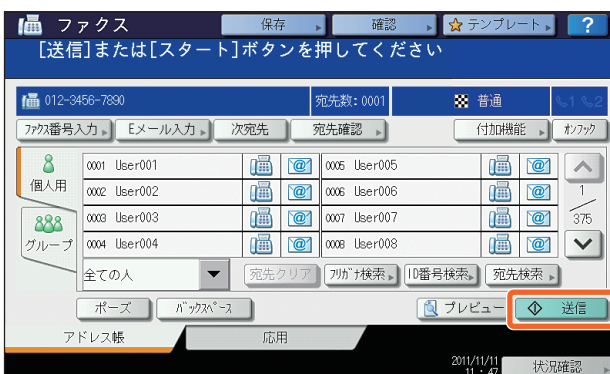 ファクス 保存 確認 テンプレート ?
[送信]または[スタート]ボタンを押してください
012-3456-7890 宛先数:0001 普通 1 2
ファクス番号入力 Eメール入力 次宛先 宛先確認 付加機能 オンフック
個人用
グループ
0001 User001 0005 User005
0002 User002 0006 User006
0003 User003 0007 User007
0004 User004 0008 User008
1
375
全ての人 宛先クリア フリガナ検索 ID番号検索 宛先検索
ポーズ バックスペース プレビュー 送信
アドレス帳 応用
2011/11/11
11:47 状況確認